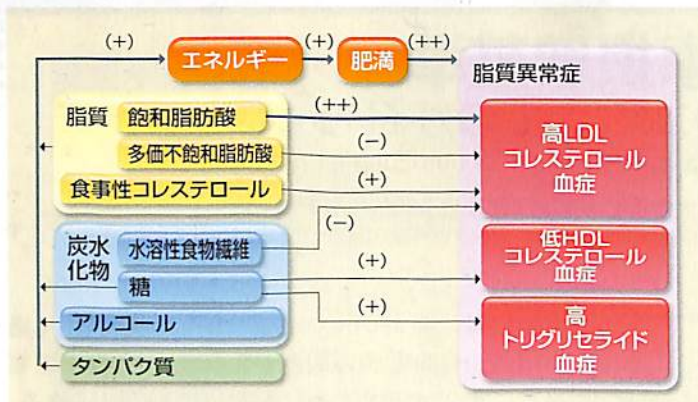 (+)
エネルギー
(+)
肥満
(++)
脂質異常症
脂質
飽和脂肪酸
(++)
多価不飽和脂肪酸
(−)
食事性コレステロール
(+)
高LDL
コレステロール
血症
炭水
化物
水溶性食物繊維
(−)
糖
(+)
低HDL
コレステロール
血症
(+)
アルコール
高
トリグリセライド
血症
タンパク質